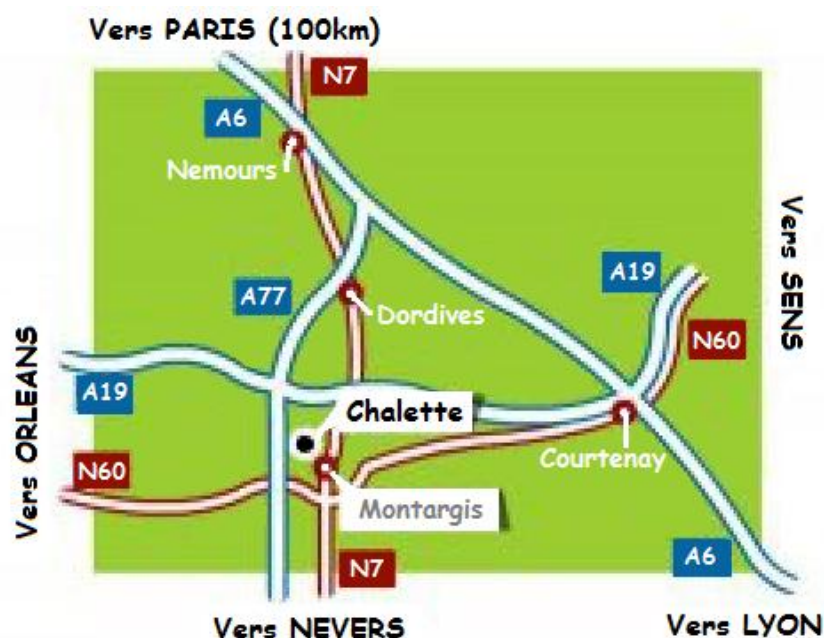 Vers PARIS (100km)
N7
A6
Nemours
Vers SENS
A19
A77
Dordives
N60
Vers ORLEANS
A19
Chalette
N60
Courtenay
Montargis
A6
N7
Vers NEVERS
Vers LYON